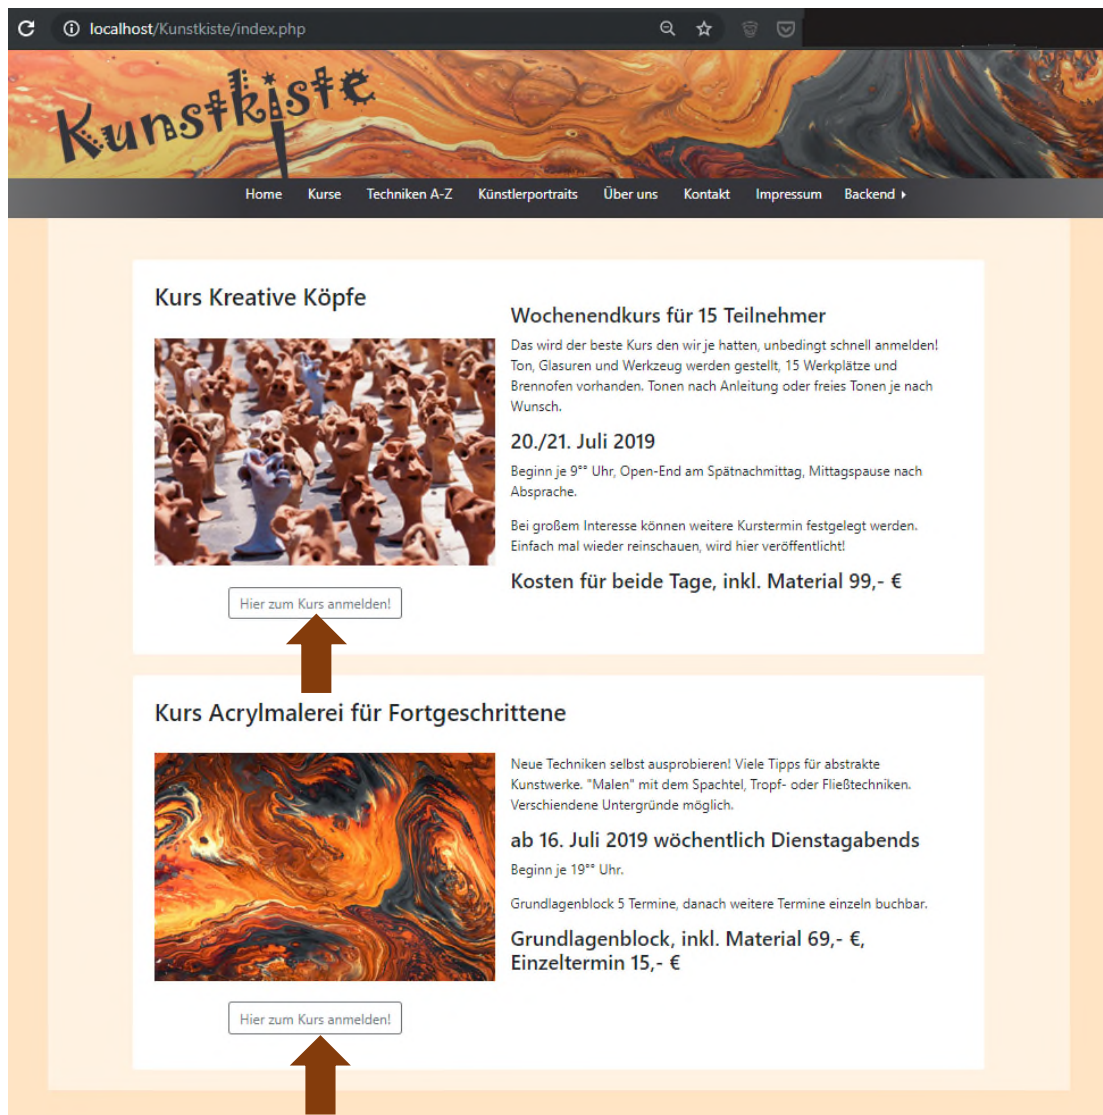 localhost/Kunstkiste/index.php
Kunstkiste
Home Kurse Techniken A-Z Künstlerportraits Über uns Kontakt Impressum Backend
Kurs Kreative Köpfe
Wochenendkurs für 15 Teilnehmer
Das wird der beste Kurs den wir je hatten, unbedingt schnell anmelden!
Ton, Glasuren und Werkzeug werden gestellt, 15 Werkplätze und
Brennofen vorhanden. Tonen nach Anleitung oder freies Tonen je nach
Wunsch.
20./21. Juli 2019
Beginn je 9°° Uhr, Open-End am Spätnachmittag, Mittagspause nach
Absprache.
Bei großem Interesse können weitere Kurstermin festgelegt werden.
Einfach mal wieder reinschauen, wird hier veröffentlicht!
Kosten für beide Tage, inkl. Material 99,- €
Hier zum Kurs anmelden!
Kurs Acrylmalerei für Fortgeschrittene
Neue Techniken selbst ausprobieren! Viele Tipps für abstrakte
Kunstwerke. "Malen" mit dem Spachtel, Tropf- oder Fließtechniken.
Verschiendene Untergründe möglich.
ab 16. Juli 2019 wöchentlich Dienstagabends
Beginn je 19°° Uhr.
Grundlagenblock 5 Termine, danach weitere Termine einzeln buchbar.
Grundlagenblock, inkl. Material 69,- €,
Einzeltermin 15,- €
Hier zum Kurs anmelden!